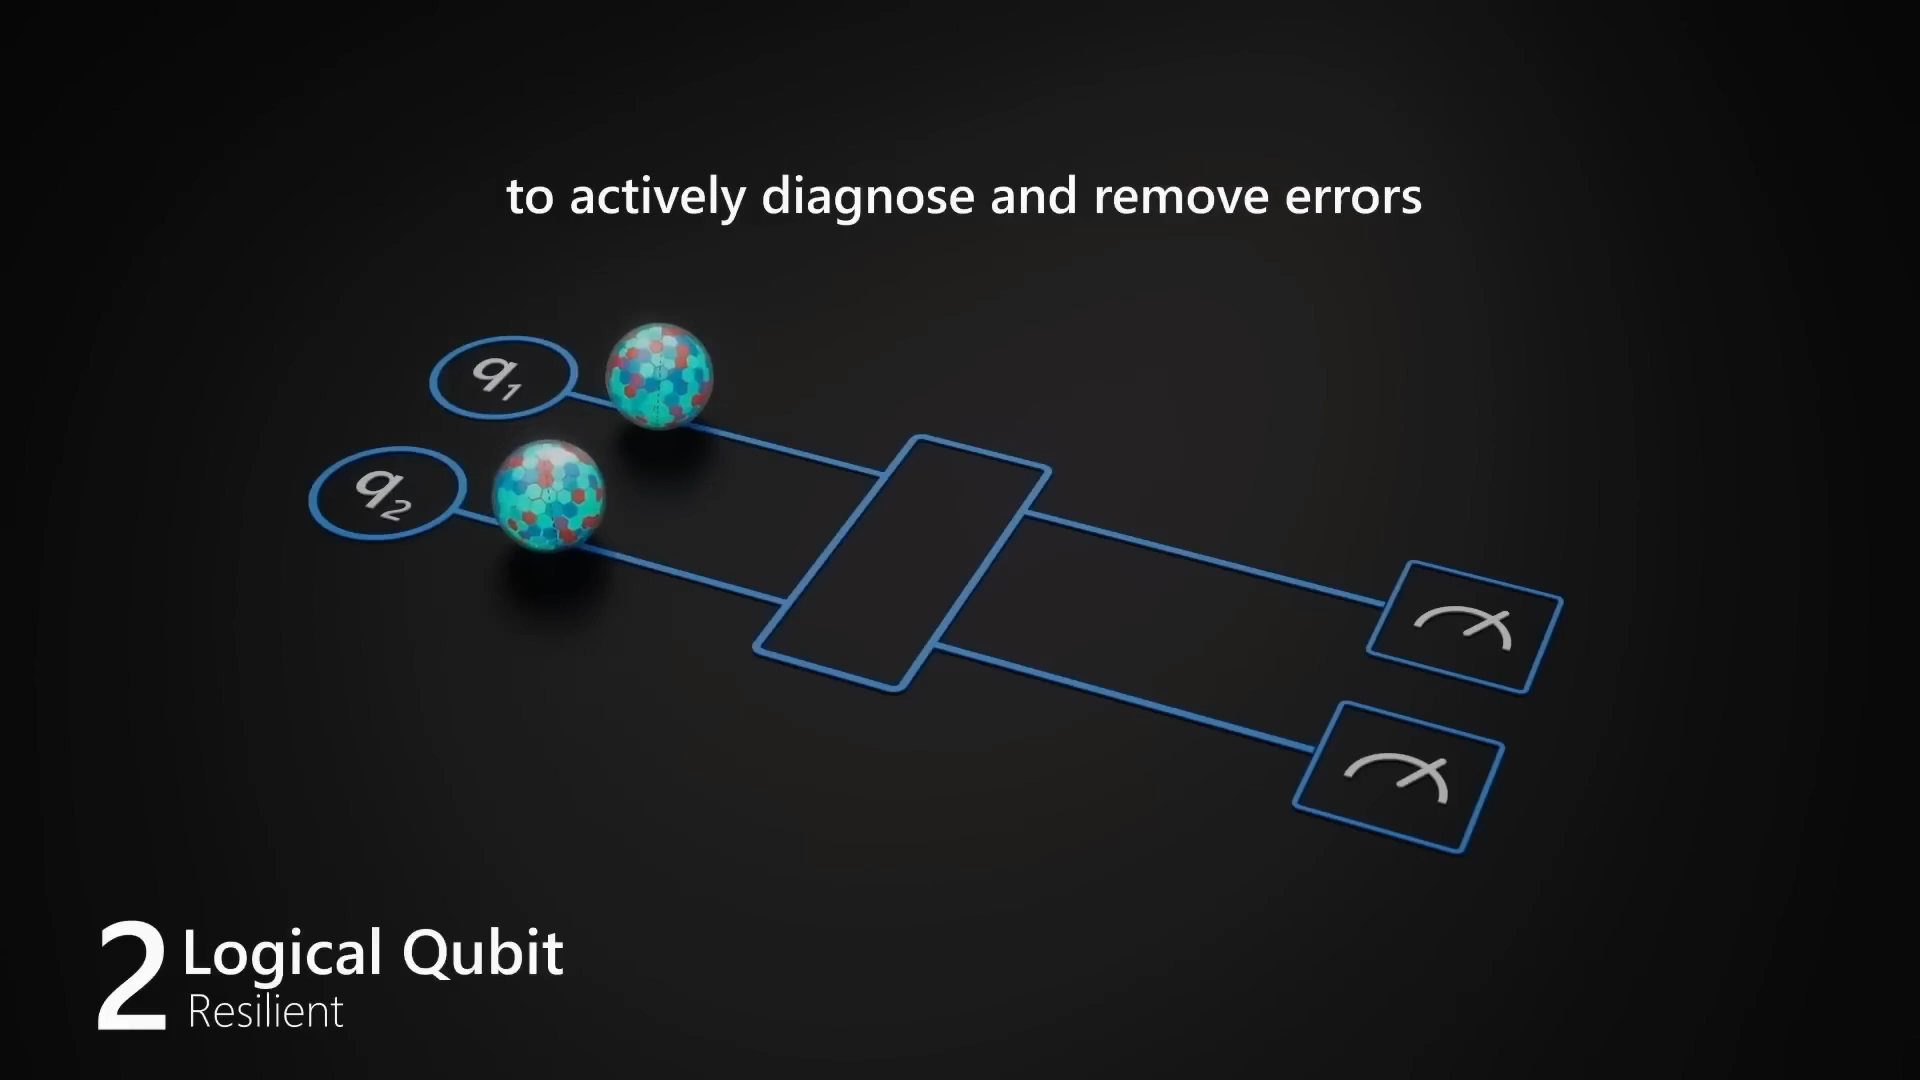 to actively diagnose and remove errors
q1
q2
2 Logical Qubit
Resilient